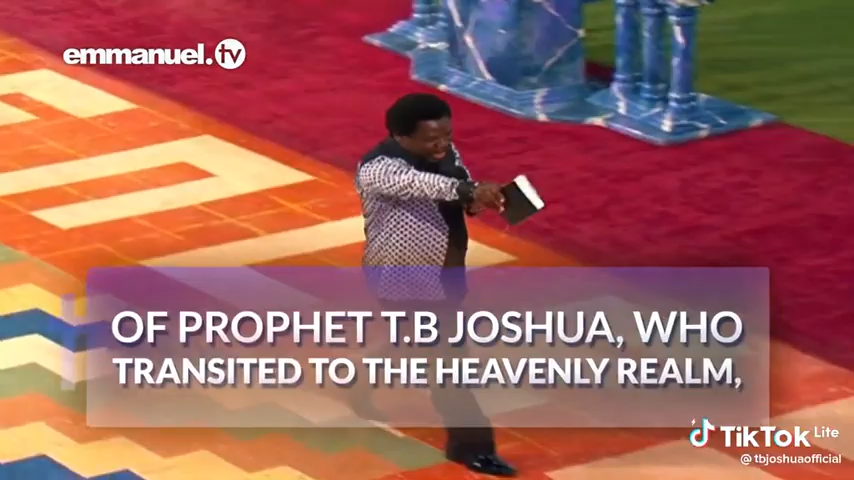 emmanuel.tv
OF PROPHET T.B JOSHUA, WHO
TRANSITED TO THE HEAVENLY REALM,
TikTok Lite
@tbjoshuaofficial